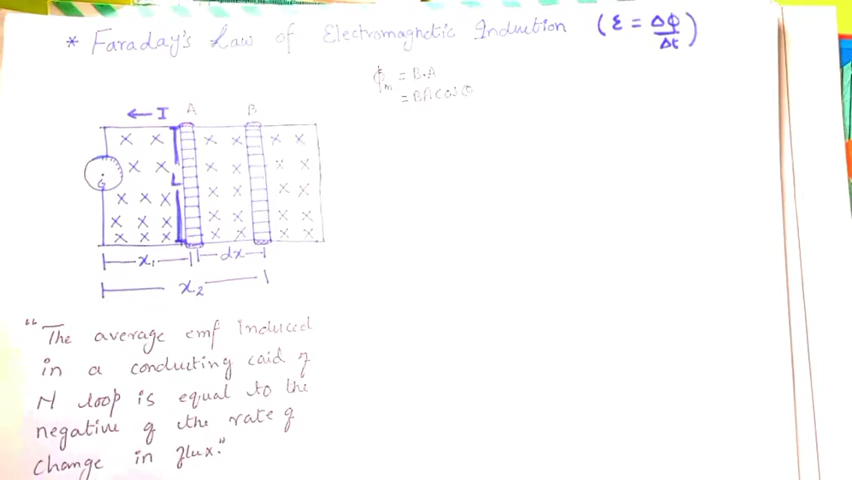 * Faraday's Law of Electromagnetic Induction (ε = Δφ/Δt)
φm = B.A
= BA cos θ
← I A B
G
L
x₁ dx
x₂
"The average emf induced
in a conducting coid of
N loop is equal to the
negative of the rate of
change in flux."